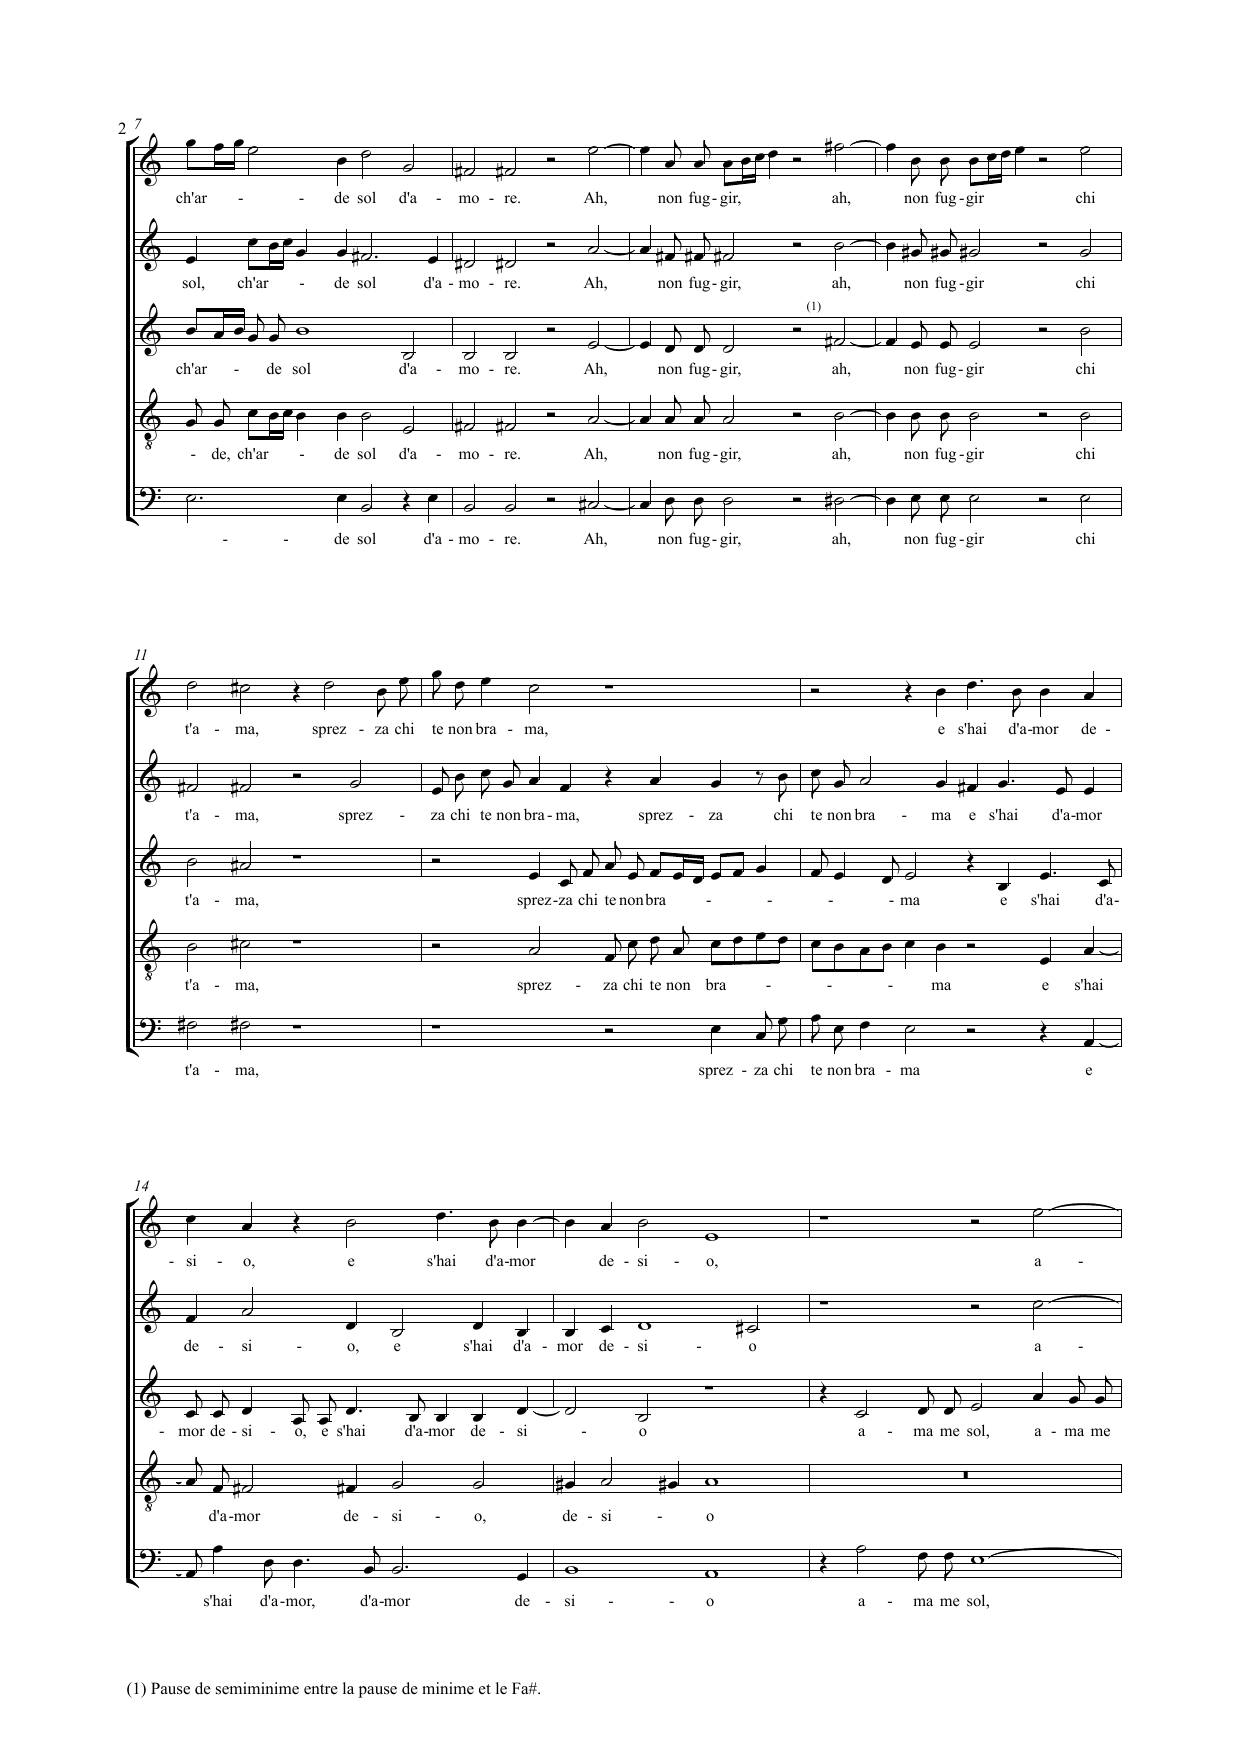 2 7
ch'ar - - de sol d'a - mo - re. Ah, non fug - gir, ah, non fug - gir chi
sol, ch'ar - de sol d'a - mo - re. Ah, non fug - gir, ah, non fug - gir chi
(1)
ch'ar - de sol d'a - mo - re. Ah, non fug - gir, ah, non fug - gir chi
8
- de, ch'ar - de sol d'a - mo - re. Ah, non fug - gir, ah, non fug - gir chi
- - de sol d'a - mo - re. Ah, non fug - gir, ah, non fug - gir chi
11
t'a - ma, sprez - za chi te non bra - ma, e s'hai d'a-mor de -
t'a - ma, sprez - za chi te non bra - ma, sprez - za chi te non bra - ma e s'hai d'a-mor
t'a - ma, sprez-za chi te non bra - - - - - ma e s'hai d'a-
8
t'a - ma, sprez - za chi te non bra - - - - ma e s'hai
t'a - ma, sprez - za chi te non bra - ma e
14
- si - o, e s'hai d'a-mor de - si - o, a -
de - si - o, e s'hai d'a - mor de - si - o a -
- mor de - si - o, e s'hai d'a-mor de - si - o a - ma me sol, a - ma me
8
d'a-mor de - si - o, de - si - o
s'hai d'a-mor, d'a-mor de - si - - o a - ma me sol,
(1) Pause de semiminime entre la pause de minime et le Fa#.